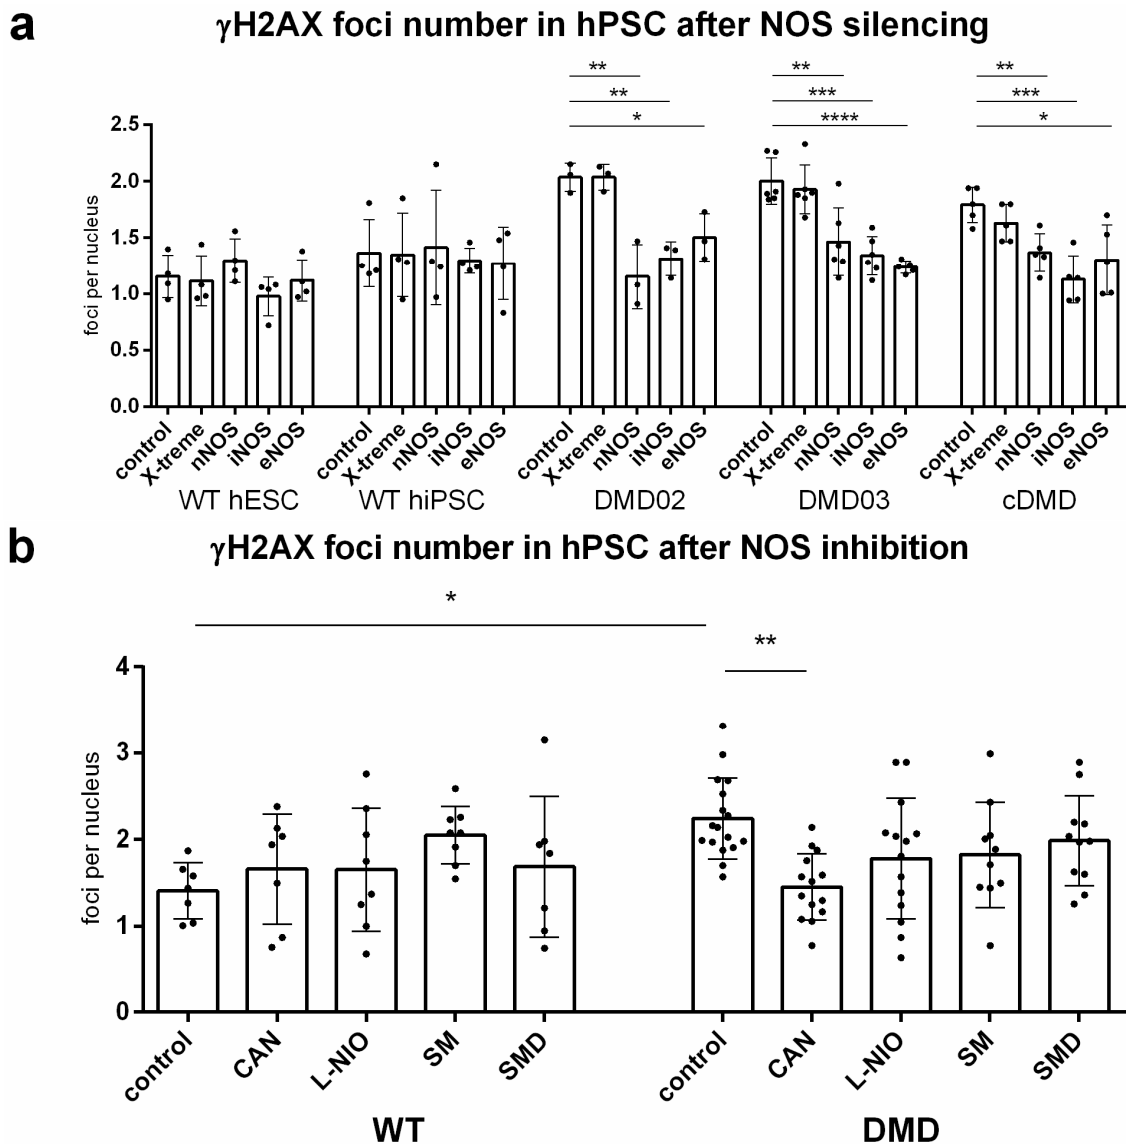 a
γH2AX foci number in hPSC after NOS silencing
** ** **
** *** ***
* **** *
foci per nucleus
2.5
2.0
1.5
1.0
0.5
0.0
control X-treme nNOS iNOS eNOS control X-treme nNOS iNOS eNOS control X-treme nNOS iNOS eNOS control X-treme nNOS iNOS eNOS control X-treme nNOS iNOS eNOS
WT hESC WT hiPSC DMD02 DMD03 cDMD
b
γH2AX foci number in hPSC after NOS inhibition
*
**
foci per nucleus
4
3
2
1
0
control CAN L-NIO SM SMD control CAN L-NIO SM SMD
WT DMD